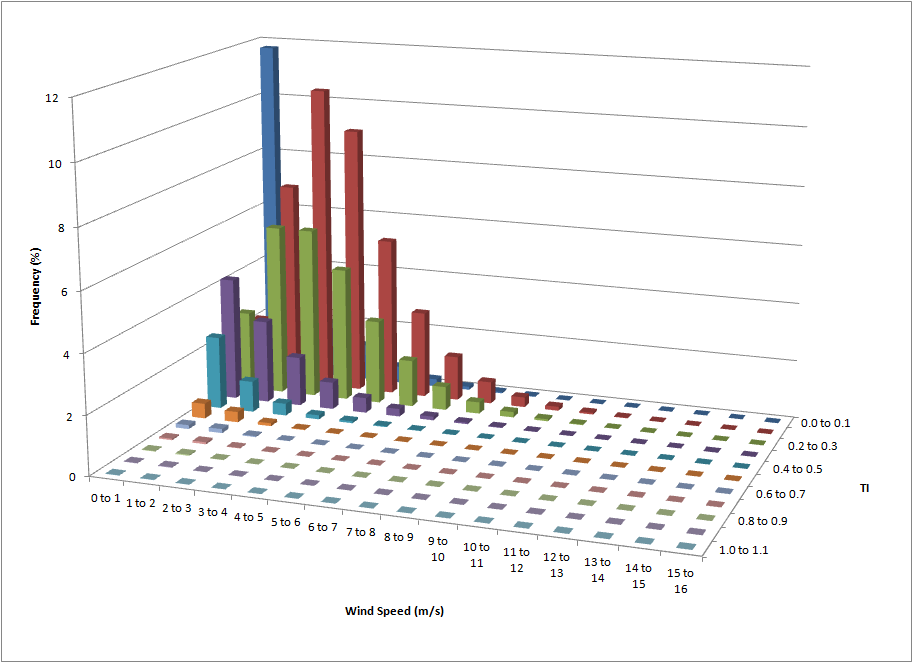 12
10
8
6
4
2
0
Frequency (%)
0 to 1
1 to 2
2 to 3
3 to 4
4 to 5
5 to 6
6 to 7
7 to 8
8 to 9
9 to
10
10 to
11
11 to
12
12 to
13
13 to
14
14 to
15
15 to
16
Wind Speed (m/s)
0.0 to 0.1
0.2 to 0.3
0.4 to 0.5
0.6 to 0.7
0.8 to 0.9
1.0 to 1.1
TI